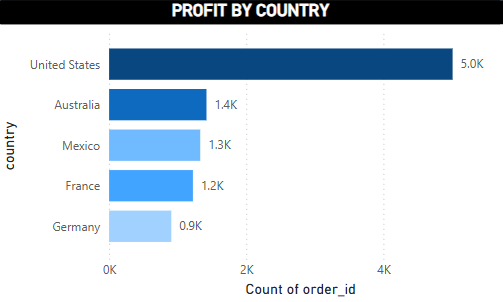 PROFIT BY COUNTRY
United States 5.0K
Australia 1.4K
Mexico 1.3K
France 1.2K
Germany 0.9K
country
0K 2K 4K
Count of order_id